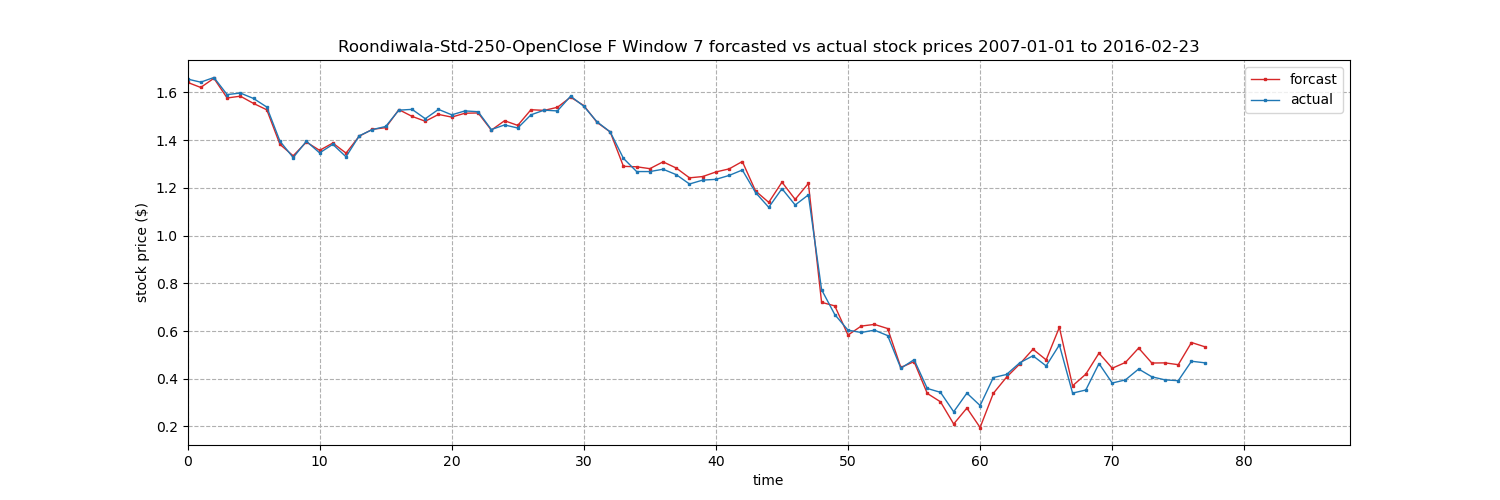 Roondiwala-Std-250-OpenClose F Window 7 forcasted vs actual stock prices 2007-01-01 to 2016-02-23
forcast
actual
stock price ($)
1.6
1.4
1.2
1.0
0.8
0.6
0.4
0.2
0 10 20 30 40 50 60 70 80
time